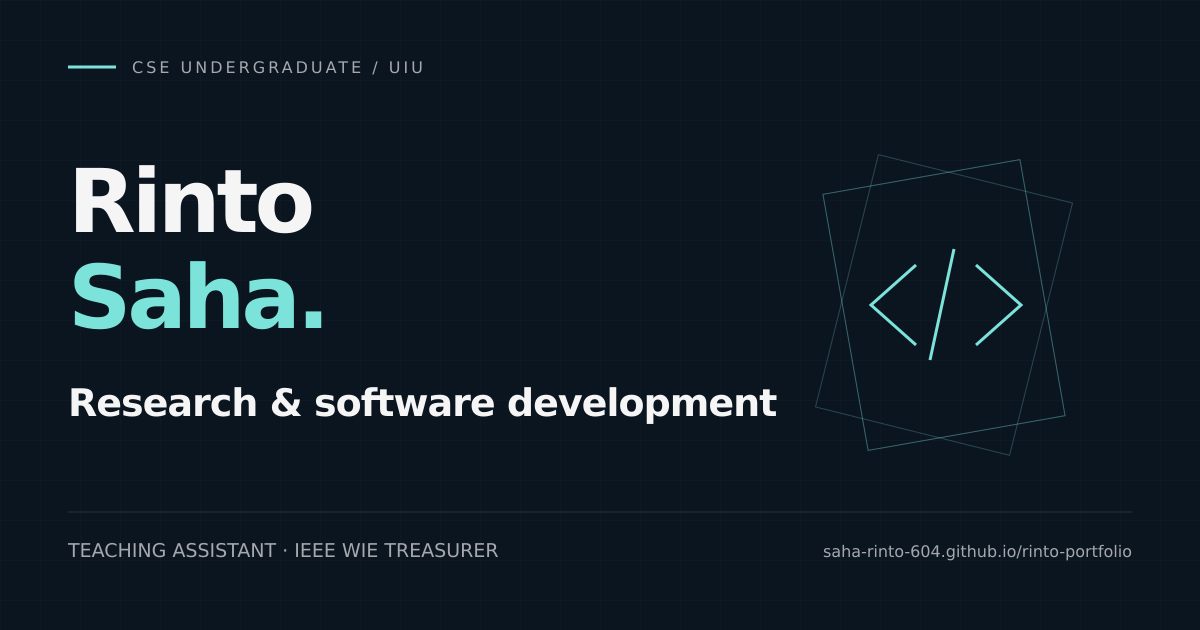 CSE UNDERGRADUATE / UIU
Rinto
Saha.
Research & software development
</>
TEACHING ASSISTANT · IEEE WIE TREASURER
saha-rinto-604.github.io/rinto-portfolio